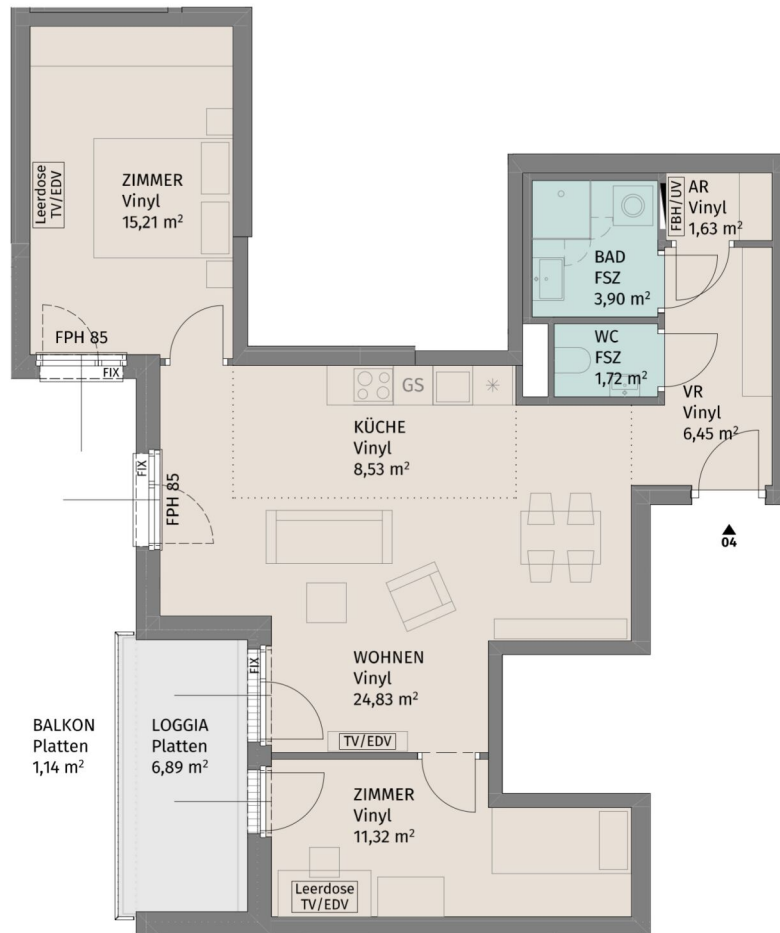 ZIMMER
Vinyl
15,21 m²
Leerdose
TV/EDV
FPH 85
FIX
AR
Vinyl
1,63 m²
FBH/UV
BAD
FSZ
3,90 m²
WC
FSZ
1,72 m²
VR
Vinyl
6,45 m²
04
GS
KÜCHE
Vinyl
8,53 m²
FIX
FPH 85
WOHNEN
Vinyl
24,83 m²
TV/EDV
FIX
BALKON
Platten
1,14 m²
LOGGIA
Platten
6,89 m²
ZIMMER
Vinyl
11,32 m²
Leerdose
TV/EDV